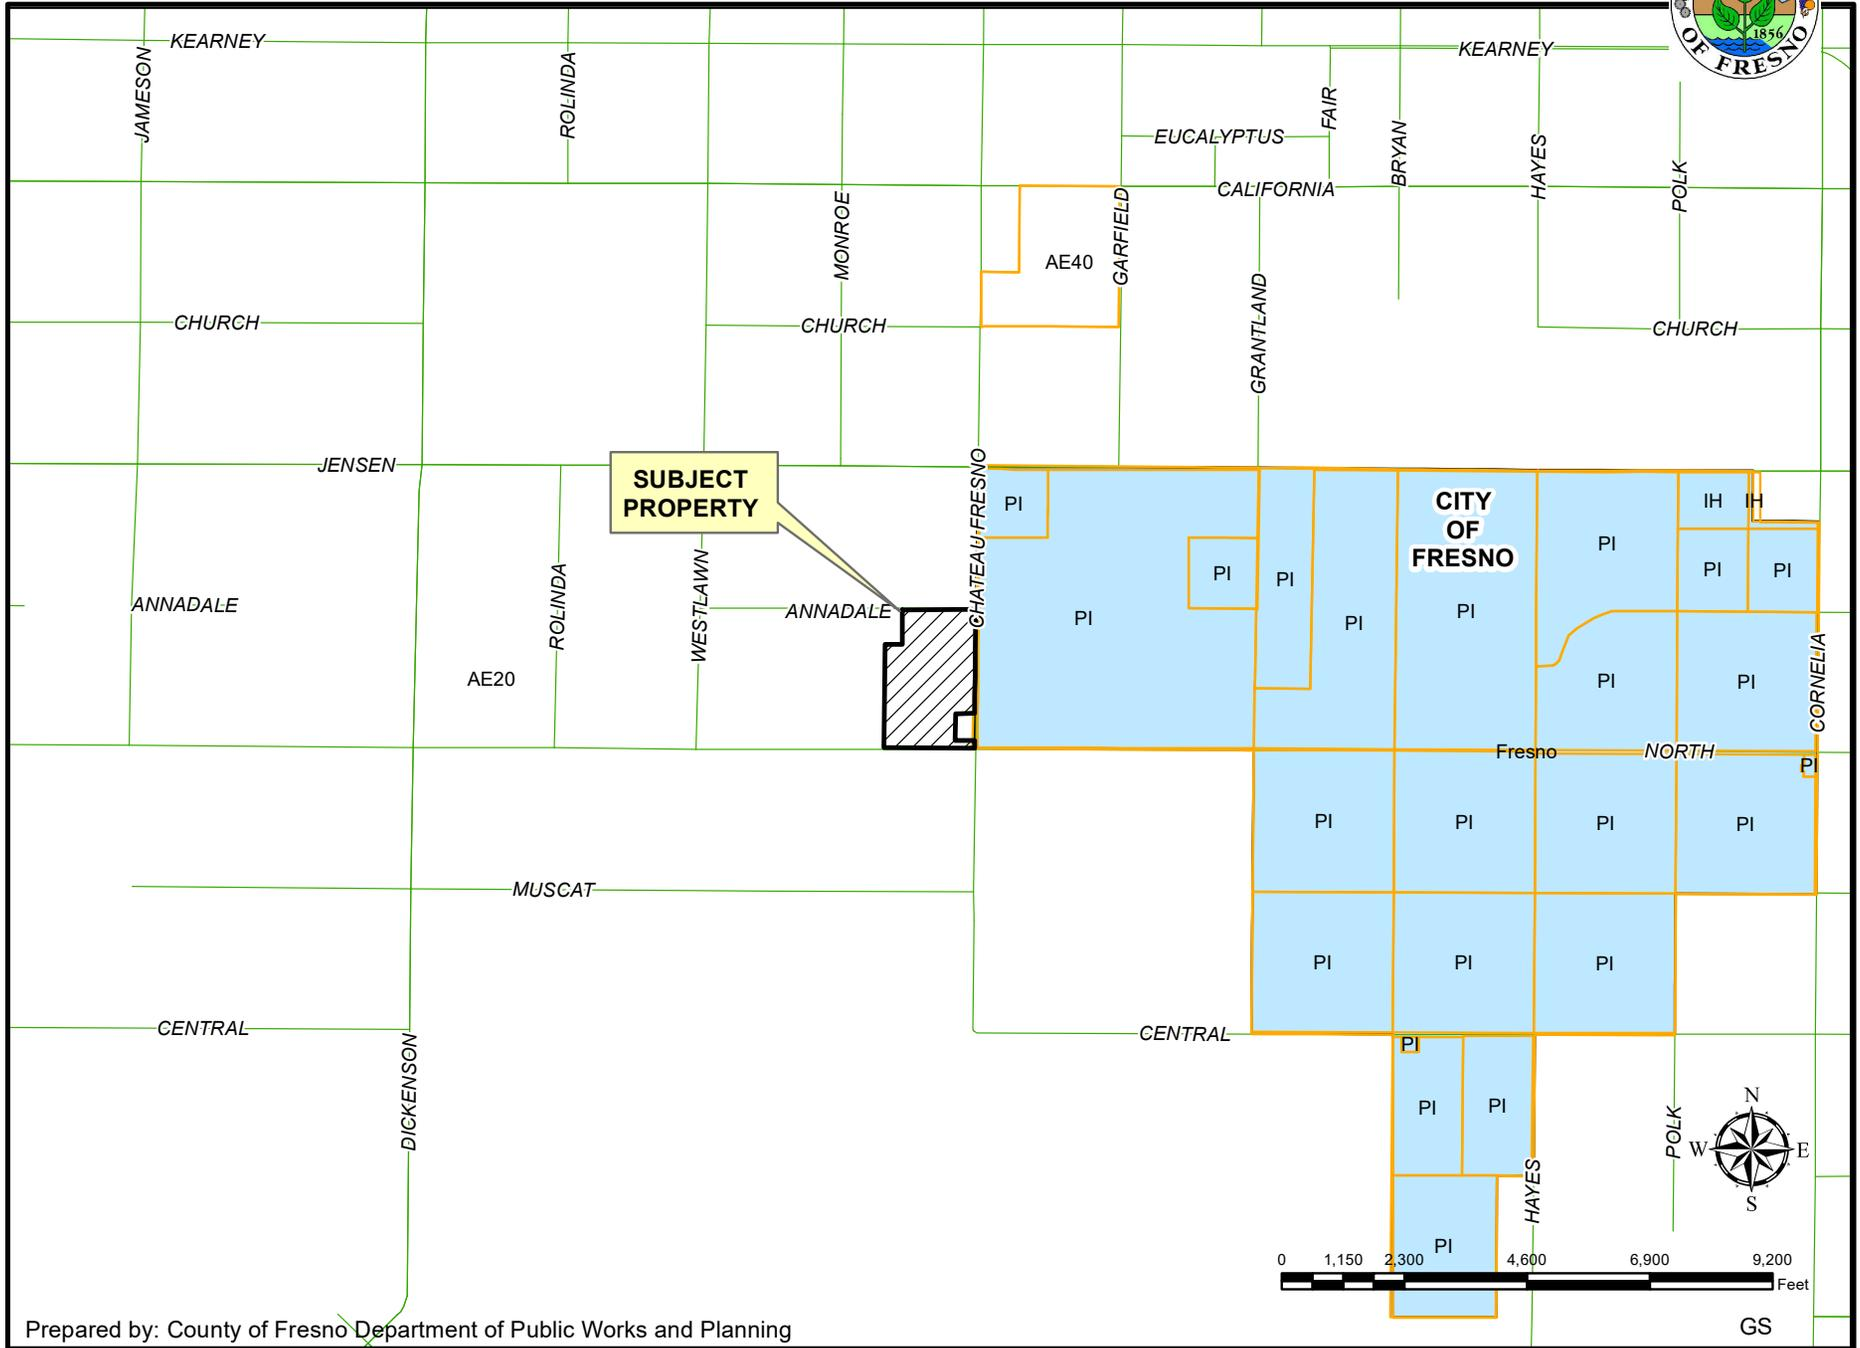 1856
OF FRESNO
KEARNEY
KEARNEY
JAMESON
ROLINDA
FAIR
EUCALYPTUS
BRYAN
HAYES
POLK
CALIFORNIA
MONROE
GARFIELD
AE40
GRANTLAND
CHURCH
CHURCH
CHURCH
JENSEN
SUBJECT
PROPERTY
CHATEAU FRESNO
PI
CITY
OF
FRESNO
IH
IH
PI
PI
PI
PI
PI
ANNADALE
ROLINDA
WESTLAWN
ANNADALE
PI
PI
PI
AE20
PI
PI
CORNELIA
Fresno
NORTH
PI
PI
PI
PI
PI
MUSCAT
PI
PI
PI
CENTRAL
CENTRAL
PI
DICKENSON
PI
PI
POLK
HAYES
N
W
E
S
PI
0
1,150
2,300
4,600
6,900
9,200
Feet
Prepared by: County of Fresno Department of Public Works and Planning
GS